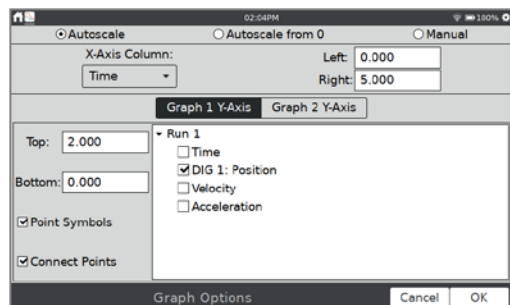 02:04PM 100%
Autoscale Autoscale from 0 Manual
X-Axis Column: Left: 0.000
Time Right: 5.000
Graph 1 Y-Axis Graph 2 Y-Axis
Run 1
Top: 2.000 Time
DIG 1: Position
Bottom: 0.000 Velocity
Acceleration
Point Symbols
Connect Points
Graph Options Cancel OK